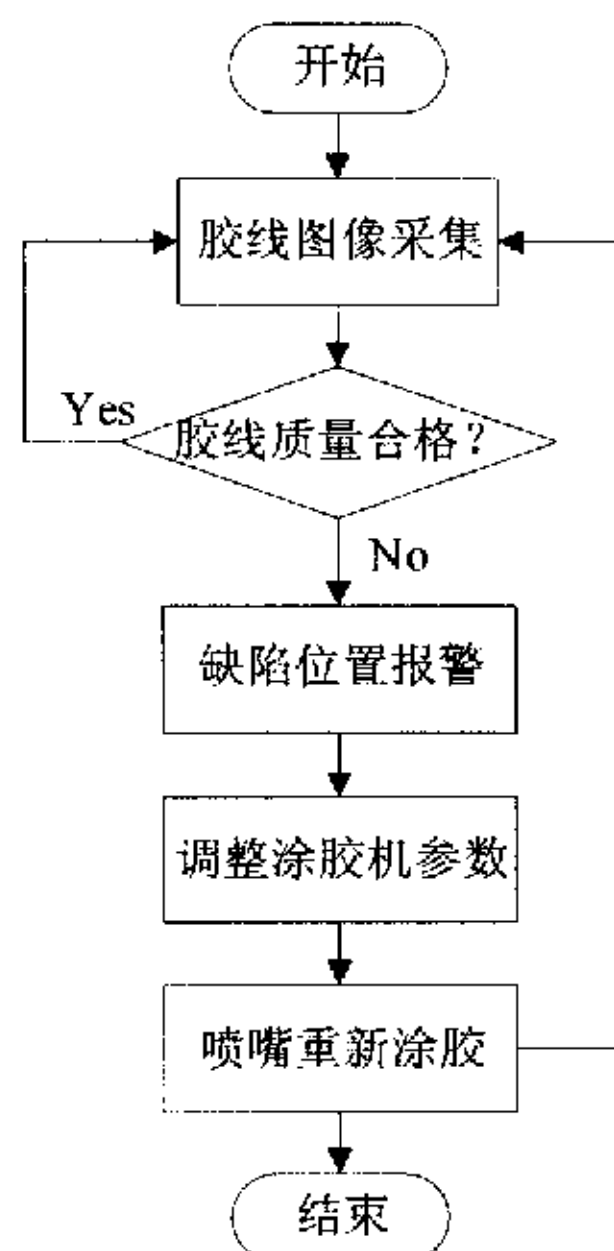 开始
胶线图像采集
Yes
胶线质量合格?
No
缺陷位置报警
调整涂胶机参数
喷嘴重新涂胶
结束